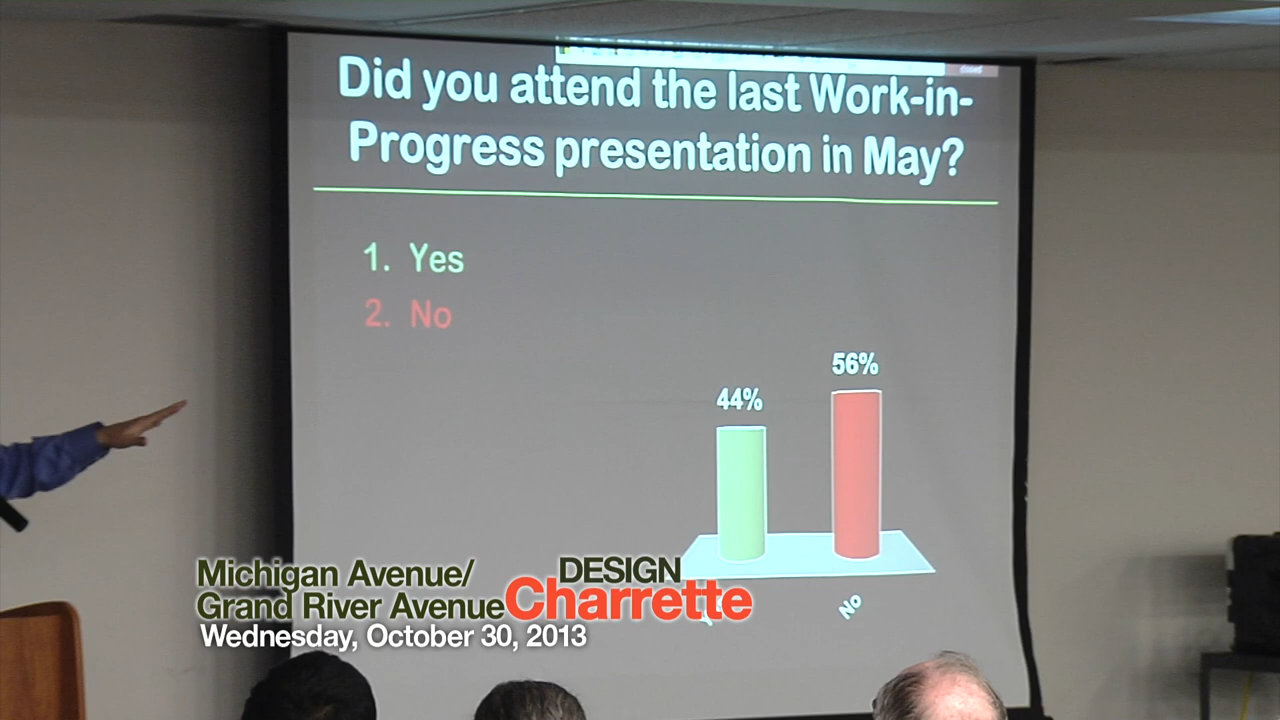 Did you attend the last Work-in-
Progress presentation in May?
1. Yes
2. No
44%
56%
No
Michigan Avenue/
Grand River Avenue
DESIGN
Charrette
Wednesday, October 30, 2013